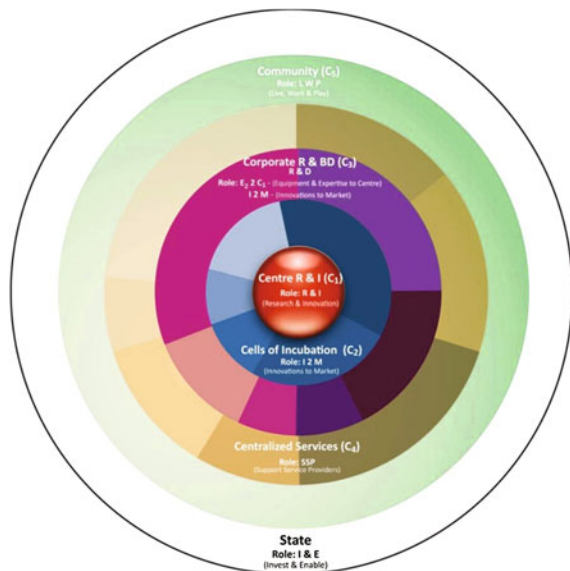 Community (C₅)
Role: L W P
(Live, Work & Play)
Corporate R & BD (C₃)
R & D
Role: E₂ 2 C₁ - (Equipment & Expertise to Centre)
I 2 M - (Innovations to Market)
Centre R & I (C₁)
Role: R & I
(Research & Innovation)
Cells of Incubation (C₂)
Role: I 2 M
(Innovations to Market)
Centralized Services (C₄)
Role: SSP
(Support Service Providers)
State
Role: I & E
(Invest & Enable)